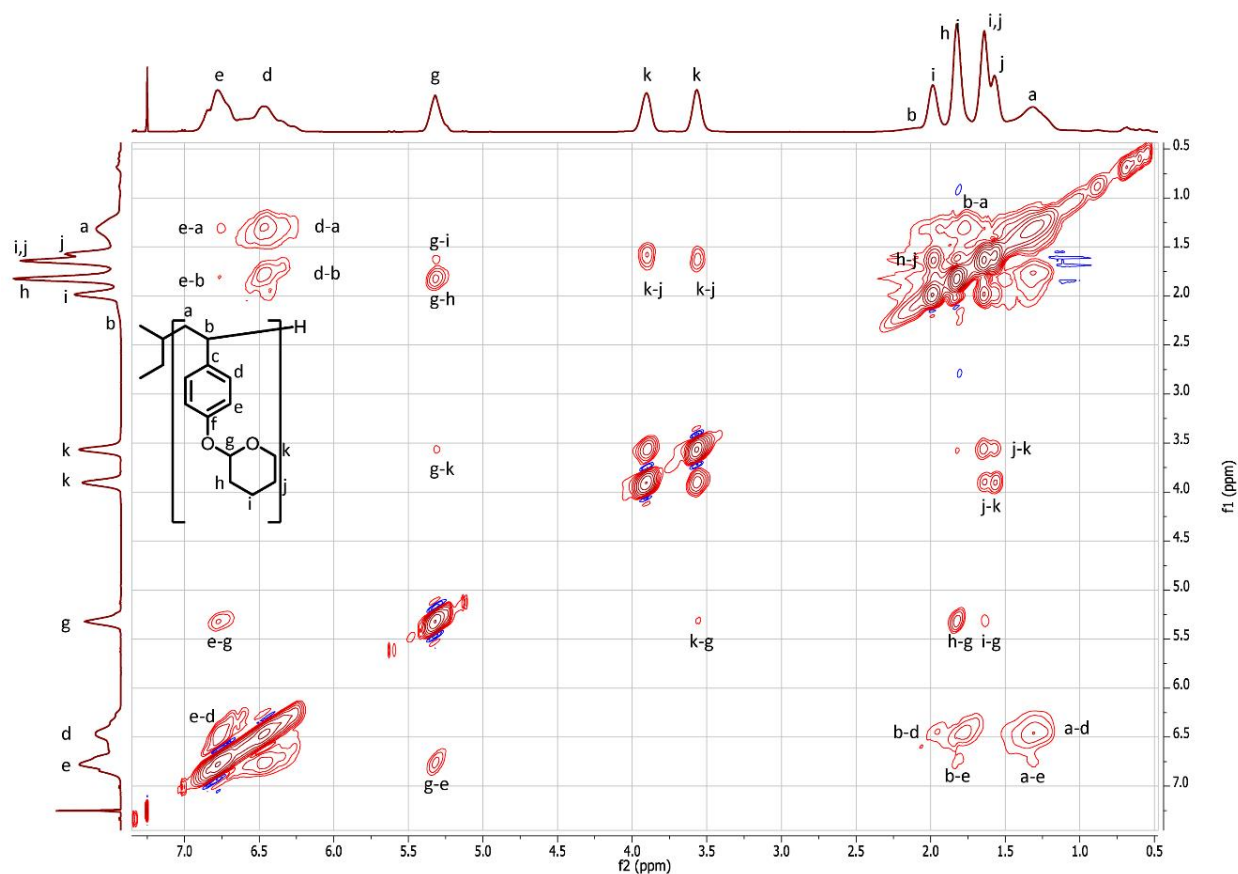 e d g k k b i h i,j j a
0.5
a e-a d-a b-a 1.0
i,j j g-i h-j 1.5
h i e-b d-b g-h k-j k-j 2.0
b
a b H 2.5
c d 3.0
e
f
O g O k g-k j-k 3.5
k
h j
i j-k 4.0
k
4.5
5.0
g e-g k-g h-g i-g 5.5
6.0
d e-d b-d a-d 6.5
e g-e b-e a-e 7.0
f1 (ppm)
7.0 6.5 6.0 5.5 5.0 4.5 4.0 3.5 3.0 2.5 2.0 1.5 1.0 0.5
f2 (ppm)